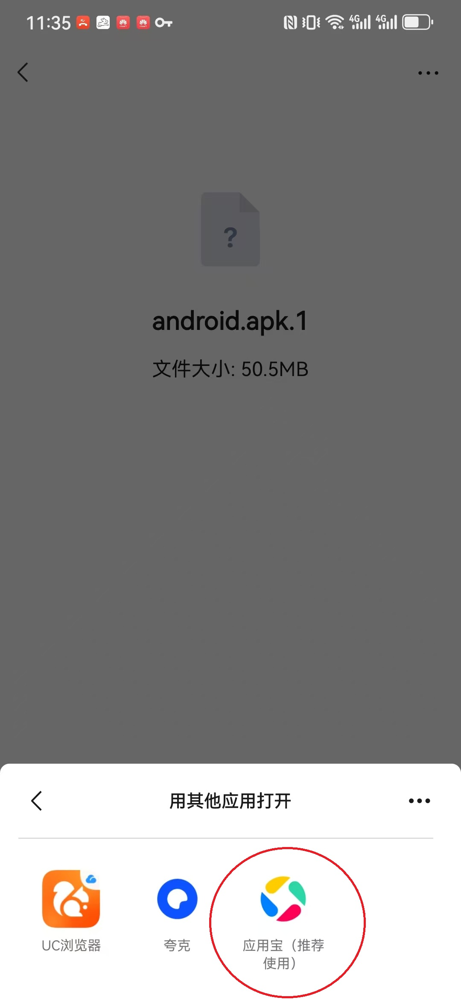 11:35
4G 4G
?
android.apk.1
文件大小: 50.5MB
用其他应用打开
UC浏览器
夸克
应用宝（推荐
使用）